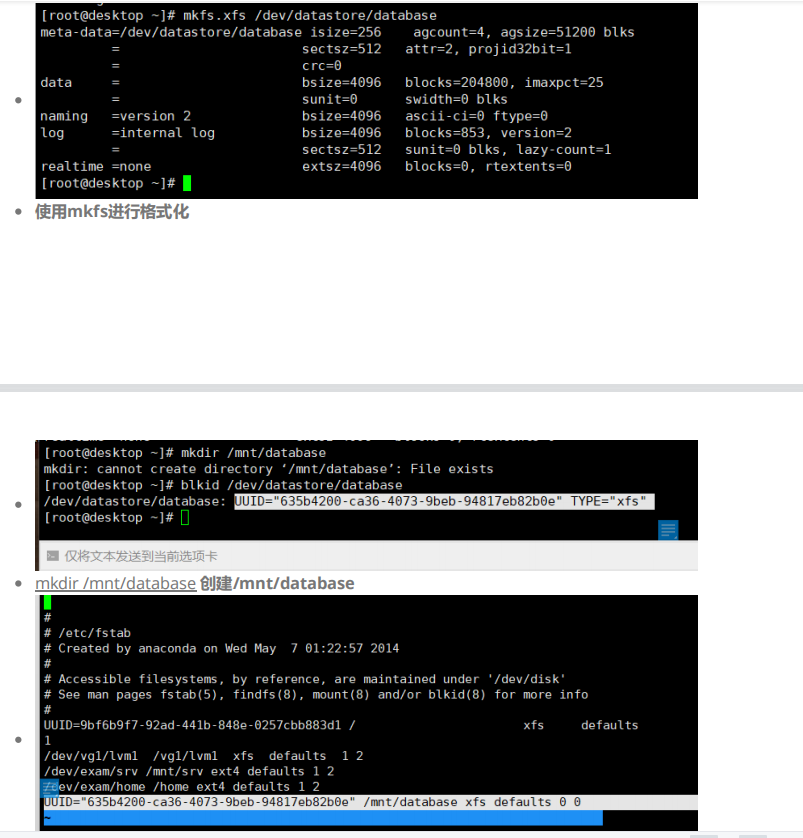 [root@desktop ~]# mkfs.xfs /dev/datastore/database
meta-data=/dev/datastore/database isize=256    agcount=4, agsize=51200 blks
         =                       sectsz=512   attr=2, projid32bit=1
         =                       crc=0
data     =                       bsize=4096   blocks=204800, imaxpct=25
         =                       sunit=0      swidth=0 blks
naming   =version 2              bsize=4096   ascii-ci=0 ftype=0
log      =internal log           bsize=4096   blocks=853, version=2
         =                       sectsz=512   sunit=0 blks, lazy-count=1
realtime =none                   extsz=4096   blocks=0, rtextents=0
[root@desktop ~]#
使用mkfs进行格式化
[root@desktop ~]# mkdir /mnt/database
mkdir: cannot create directory ‘/mnt/database’: File exists
[root@desktop ~]# blkid /dev/datastore/database
/dev/datastore/database: UUID="635b4200-ca36-4073-9beb-94817eb82b0e" TYPE="xfs"
[root@desktop ~]#
仅将文本发送到当前选项卡
mkdir /mnt/database 创建/mnt/database
#
# /etc/fstab
# Created by anaconda on Wed May  7 01:22:57 2014
#
# Accessible filesystems, by reference, are maintained under '/dev/disk'
# See man pages fstab(5), findfs(8), mount(8) and/or blkid(8) for more info
#
UUID=9bf6b9f7-92ad-441b-848e-0257cbb883d1 /                       xfs     defaults
1
/dev/vg1/lvm1  /vg1/lvm1  xfs  defaults  1 2
/dev/exam/srv /mnt/srv ext4 defaults 1 2
ev/exam/home /home ext4 defaults 1 2
UUID="635b4200-ca36-4073-9beb-94817eb82b0e" /mnt/database xfs defaults 0 0
~